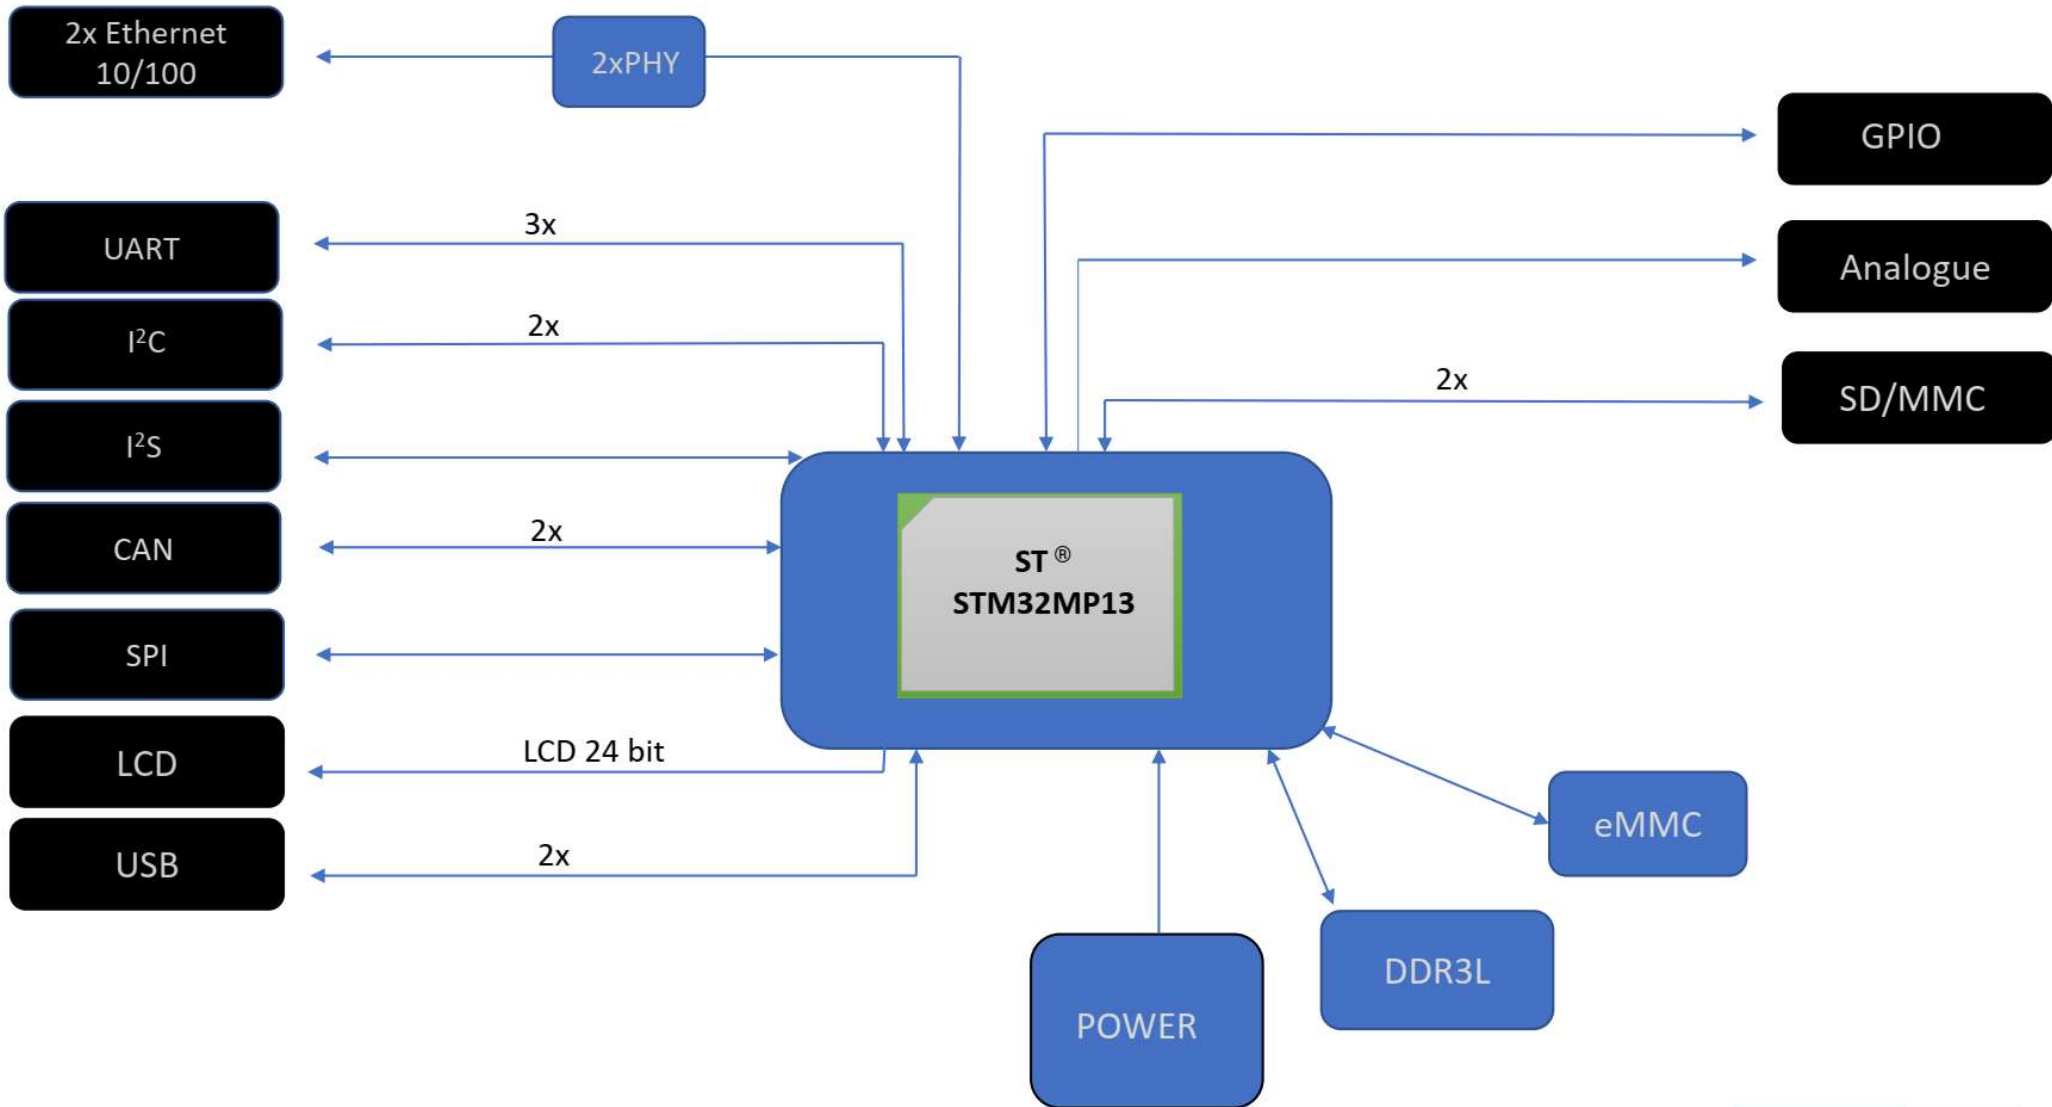 2x Ethernet
10/100
2xPHY
GPIO
UART
3x
Analogue
I²C
2x
SD/MMC
2x
I²S
CAN
2x
ST ®
STM32MP13
SPI
LCD
LCD 24 bit
USB
2x
eMMC
DDR3L
POWER